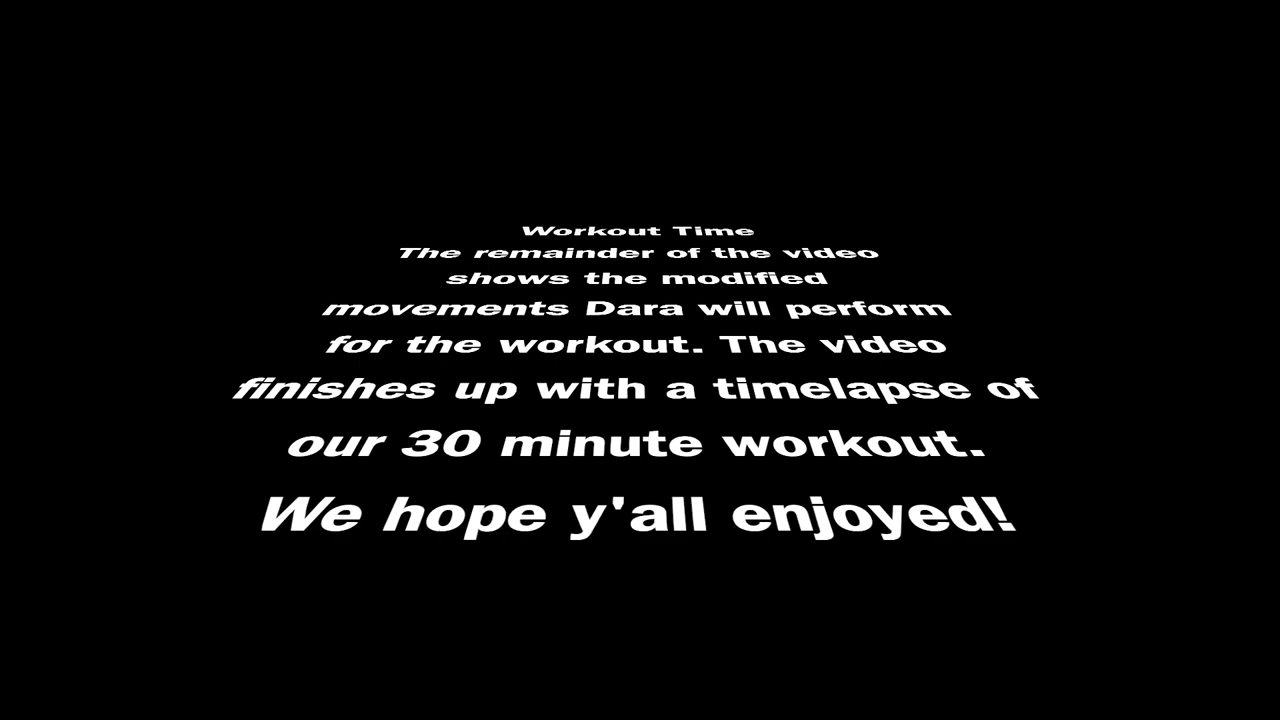 Workout Time
The remainder of the video
shows the modified
movements Dara will perform
for the workout. The video
finishes up with a timelapse of
our 30 minute workout.
We hope y'all enjoyed!